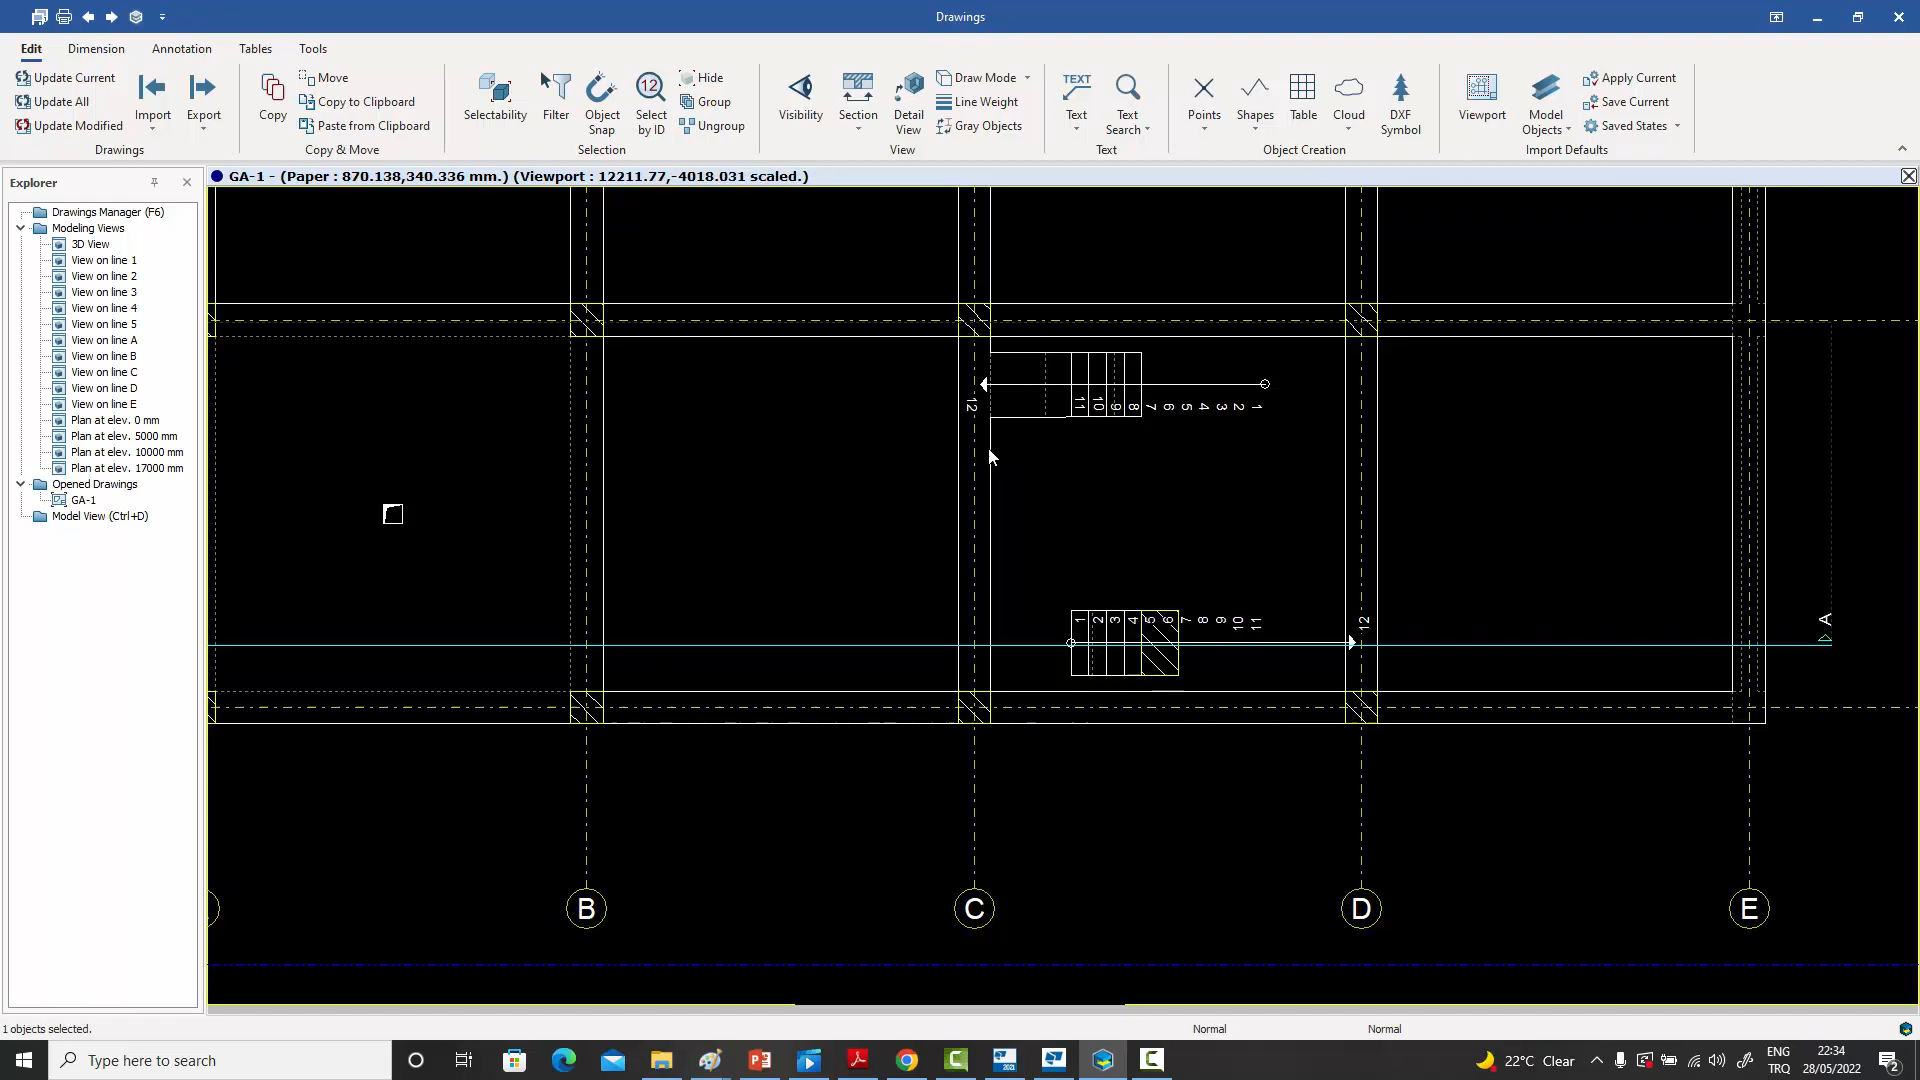 Drawings
Edit
Dimension
Annotation
Tables
Tools
Update Current
Update All
Update Modified
Import
Export
Drawings
Copy
Move
Copy to Clipboard
Paste from Clipboard
Copy & Move
Selectability
Filter
Object Snap
Select by ID
Hide
Group
Ungroup
Selection
Visibility
Section
Detail View
Draw Mode
Line Weight
Gray Objects
View
TEXT
Text
Text Search
Text
Points
Shapes
Table
Cloud
DXF Symbol
Object Creation
Viewport
Model Objects
Apply Current
Save Current
Saved States
Import Defaults
Explorer
GA-1 - (Paper : 870.138,340.336 mm.) (Viewport : 12211.77,-4018.031 scaled.)
Drawings Manager (F6)
Modeling Views
3D View
View on line 1
View on line 2
View on line 3
View on line 4
View on line 5
View on line A
View on line B
View on line C
View on line D
View on line E
Plan at elev. 0 mm
Plan at elev. 5000 mm
Plan at elev. 10000 mm
Plan at elev. 17000 mm
Opened Drawings
GA-1
Model View (Ctrl+D)
12 11 10 9 8 7 6 5 4 3 2 1
1 2 3 4 5 6 7 8 9 10 11 12
A
B
C
D
E
1 objects selected.
Normal
Normal
Type here to search
22°C Clear
ENG
TRQ
22:34
28/05/2022
2